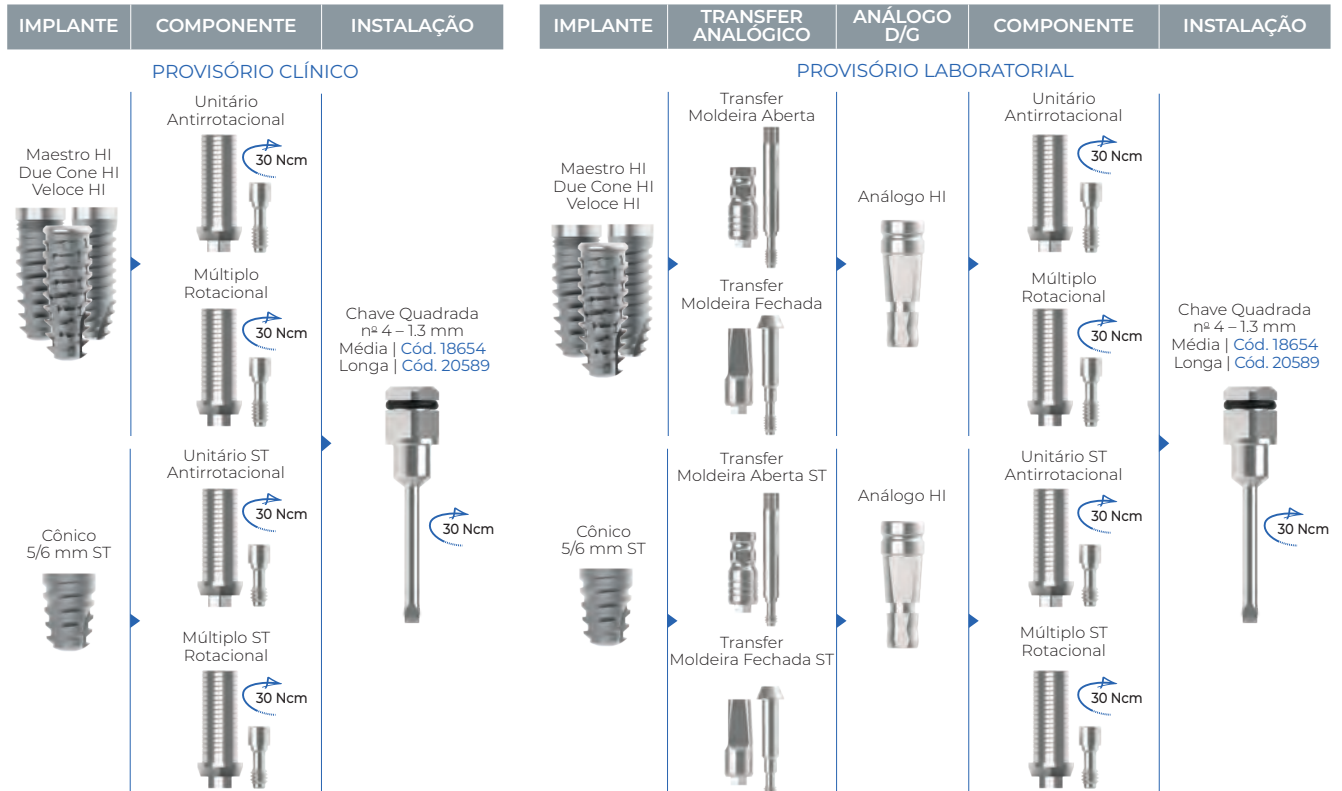 IMPLANTE
COMPONENTE
INSTALAÇÃO
PROVISÓRIO CLÍNICO
Maestro HI
Due Cone HI
Veloce HI
Unitário
Antirrotacional
30 Ncm
Múltiplo
Rotacional
30 Ncm
Cônico
5/6 mm ST
Unitário ST
Antirrotacional
30 Ncm
Múltiplo ST
Rotacional
30 Ncm
Chave Quadrada
nº 4 – 1.3 mm
Média | Cód. 18654
Longa | Cód. 20589
30 Ncm
IMPLANTE
TRANSFER
ANALÓGICO
ANÁLOGO
D/G
COMPONENTE
INSTALAÇÃO
PROVISÓRIO LABORATORIAL
Maestro HI
Due Cone HI
Veloce HI
Transfer
Moldeira Aberta
Transfer
Moldeira Fechada
Análogo HI
Unitário
Antirrotacional
30 Ncm
Múltiplo
Rotacional
30 Ncm
Cônico
5/6 mm ST
Transfer
Moldeira Aberta ST
Transfer
Moldeira Fechada ST
Análogo HI
Unitário ST
Antirrotacional
30 Ncm
Múltiplo ST
Rotacional
30 Ncm
Chave Quadrada
nº 4 – 1.3 mm
Média | Cód. 18654
Longa | Cód. 20589
30 Ncm